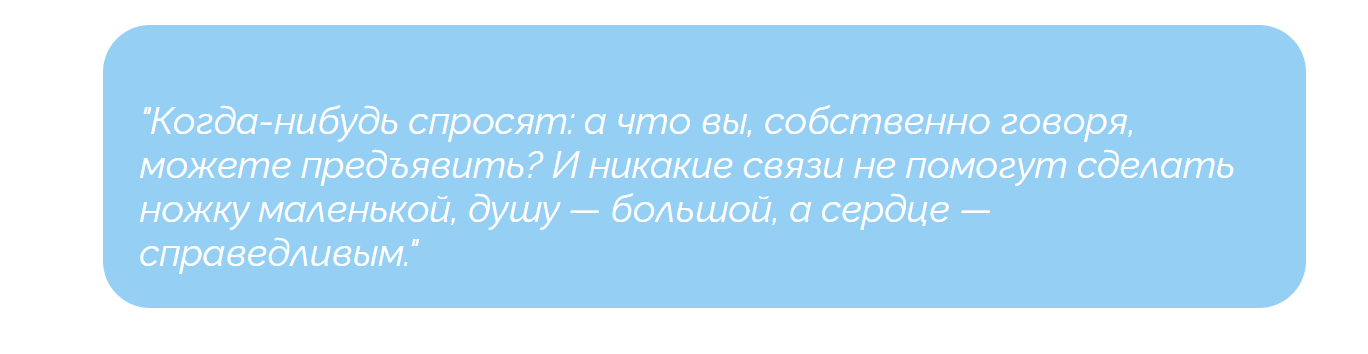 "Когда-нибудь спросят: а что вы, собственно говоря,
можете предъявить? И никакие связи не помогут сделать
ножку маленькой, душу — большой, а сердце —
справедливым."